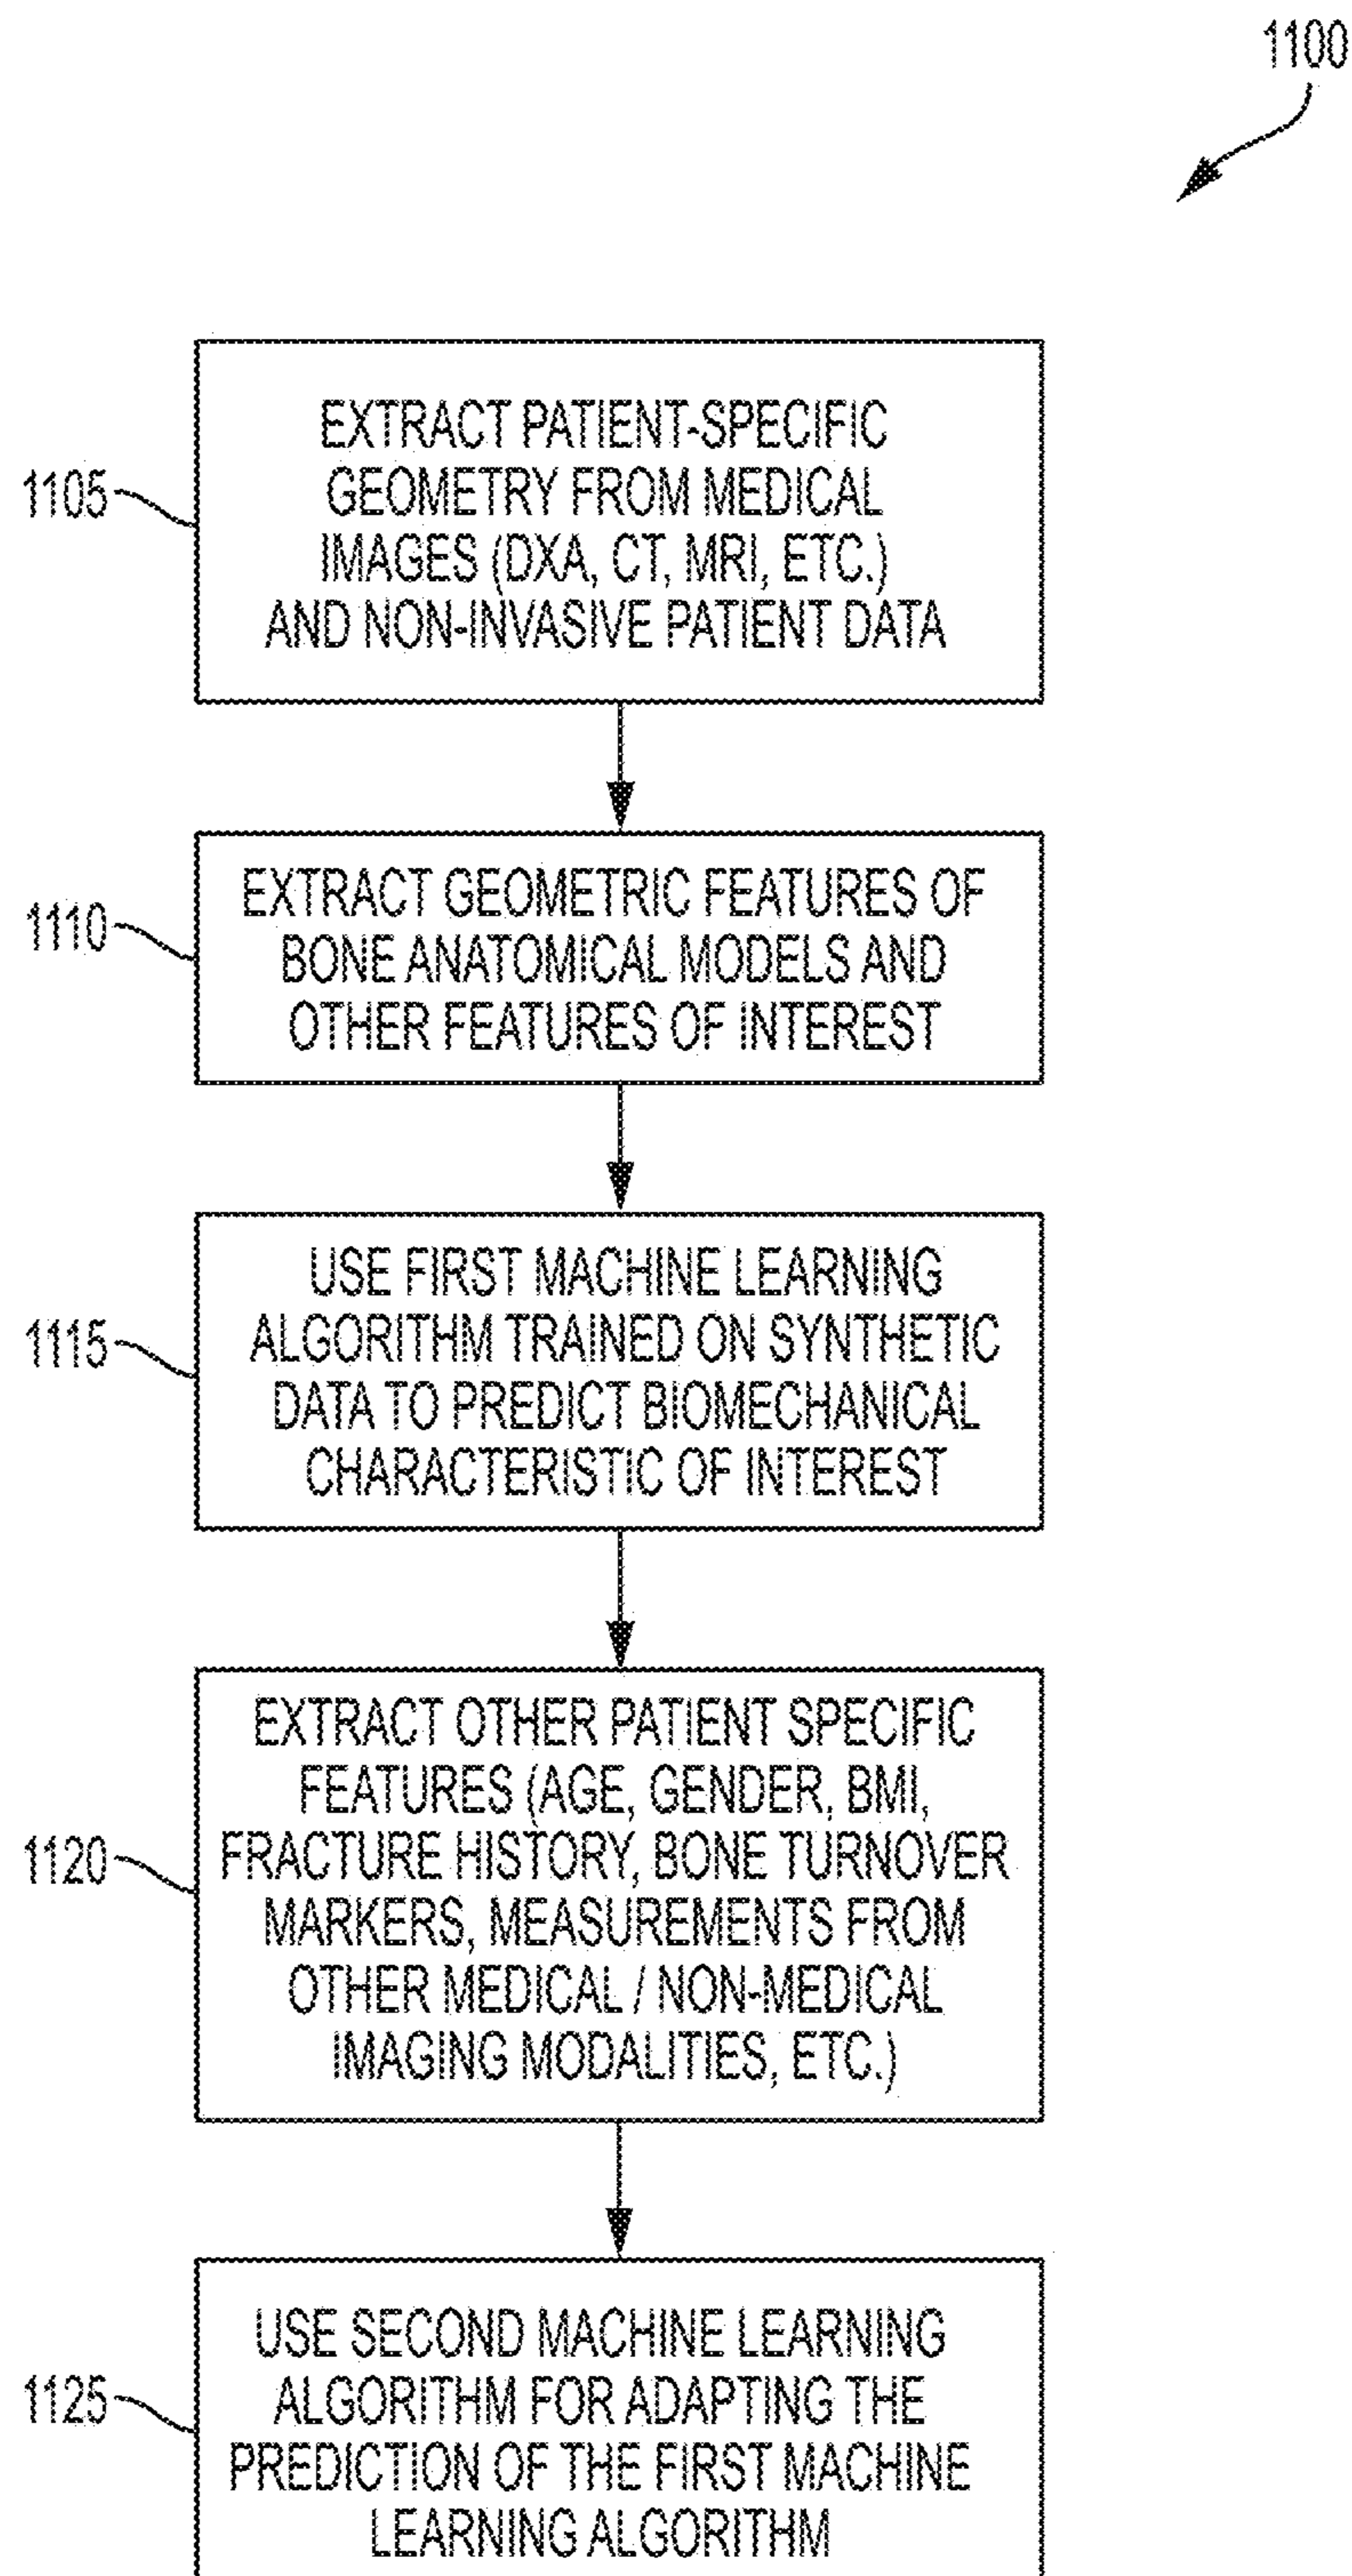 1100
1105
EXTRACT PATIENT-SPECIFIC
GEOMETRY FROM MEDICAL
IMAGES (DXA, CT, MRI, ETC.)
AND NON-INVASIVE PATIENT DATA
1110
EXTRACT GEOMETRIC FEATURES OF
BONE ANATOMICAL MODELS AND
OTHER FEATURES OF INTEREST
1115
USE FIRST MACHINE LEARNING
ALGORITHM TRAINED ON SYNTHETIC
DATA TO PREDICT BIOMECHANICAL
CHARACTERISTIC OF INTEREST
1120
EXTRACT OTHER PATIENT SPECIFIC
FEATURES (AGE, GENDER, BMI,
FRACTURE HISTORY, BONE TURNOVER
MARKERS, MEASUREMENTS FROM
OTHER MEDICAL / NON-MEDICAL
IMAGING MODALITIES, ETC.)
1125
USE SECOND MACHINE LEARNING
ALGORITHM FOR ADAPTING THE
PREDICTION OF THE FIRST MACHINE
LEARNING ALGORITHM